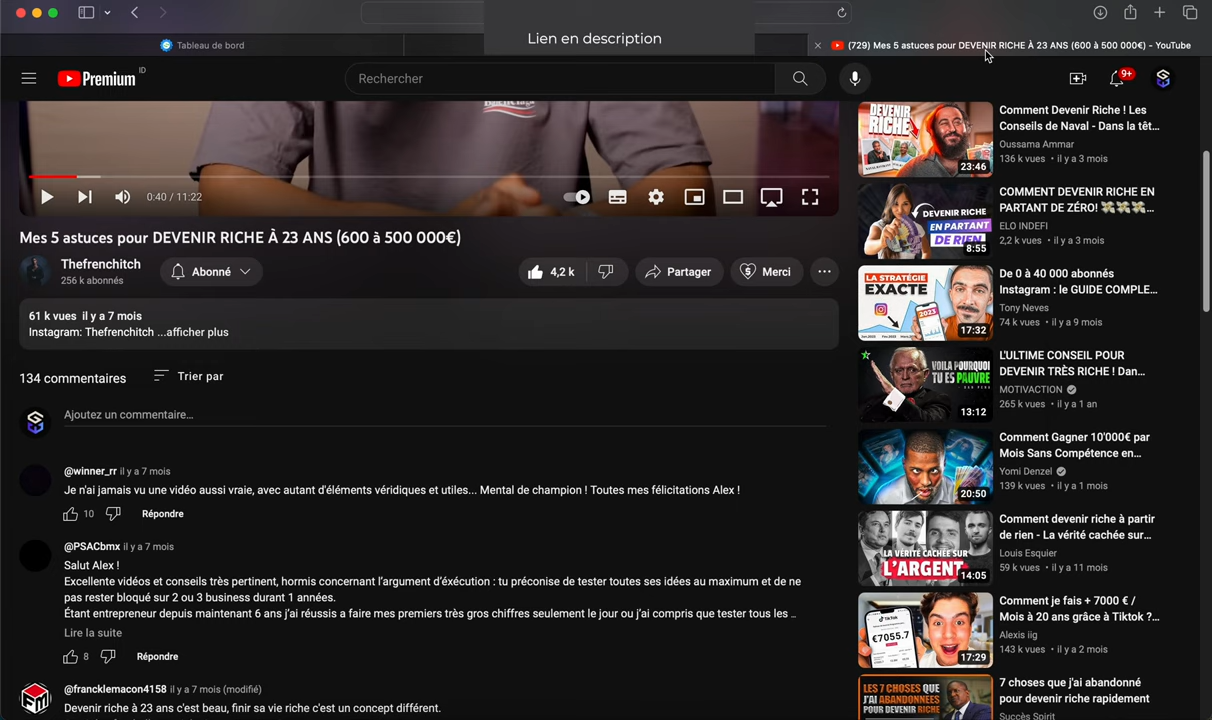 Lien en description
Tableau de bord
(729) Mes 5 astuces pour DEVENIR RICHE À 23 ANS (600 à 500 000€) - YouTube
Premium ID
Rechercher
9+
0:40 / 11:22
Mes 5 astuces pour DEVENIR RICHE À 23 ANS (600 à 500 000€)
Thefrenchitch
256 k abonnés
Abonné
4,2 k
Partager
Merci
61 k vues il y a 7 mois
Instagram: Thefrenchitch ...afficher plus
134 commentaires
Trier par
Ajoutez un commentaire...
@winner_rr il y a 7 mois
Je n'ai jamais vu une vidéo aussi vraie, avec autant d'éléments véridiques et utiles... Mental de champion ! Toutes mes félicitations Alex !
10
Répondre
@PSACbmx il y a 7 mois
Salut Alex !
Excellente vidéos et conseils très pertinent, hormis concernant l'argument d'éxécution : tu préconise de tester toutes ses idées au maximum et de ne
pas rester bloqué sur 2 ou 3 business durant 1 années.
Étant entrepreneur depuis maintenant 6 ans j'ai réussis a faire mes premiers très gros chiffres seulement le jour ou j'ai compris que tester tous les ..
Lire la suite
8
Répondre
@francklemacon4158 il y a 7 mois (modifié)
Devenir riche à 23 ans c'est beau, finir sa vie riche c'est un concept différent.
DEVENIR
RICHE
23:46
Comment Devenir Riche ! Les
Conseils de Naval - Dans la têt...
Oussama Ammar
136 k vues • il y a 3 mois
DEVENIR RICHE
EN PARTANT
DE RIEN
8:55
COMMENT DEVENIR RICHE EN
PARTANT DE ZÉRO! 💸💸💸...
ELO INDEFI
2,2 k vues • il y a 3 mois
LA STRATÉGIE
EXACTE
2023
17:32
De 0 à 40 000 abonnés
Instagram : le GUIDE COMPLE...
Tony Neves
74 k vues • il y a 9 mois
VOILA POURQUOI
TU ES PAUVRE
13:12
L'ULTIME CONSEIL POUR
DEVENIR TRÈS RICHE ! Dan...
MOTIVACTION
265 k vues • il y a 1 an
20:50
Comment Gagner 10'000€ par
Mois Sans Compétence en...
Yomi Denzel
139 k vues • il y a 1 mois
LA VÉRITÉ CACHÉE SUR
L'ARGENT
14:05
Comment devenir riche à partir
de rien - La vérité cachée sur...
Louis Esquier
59 k vues • il y a 11 mois
TikTok
€7055.7
17:29
Comment je fais + 7000 € /
Mois à 20 ans grâce à Tiktok ?...
Alexis iig
143 k vues • il y a 2 mois
LES 7 CHOSES QUE
J'AI ABANDONNÉES
POUR DEVENIR RICHE
7 choses que j'ai abandonné
pour devenir riche rapidement
Succès Spirit